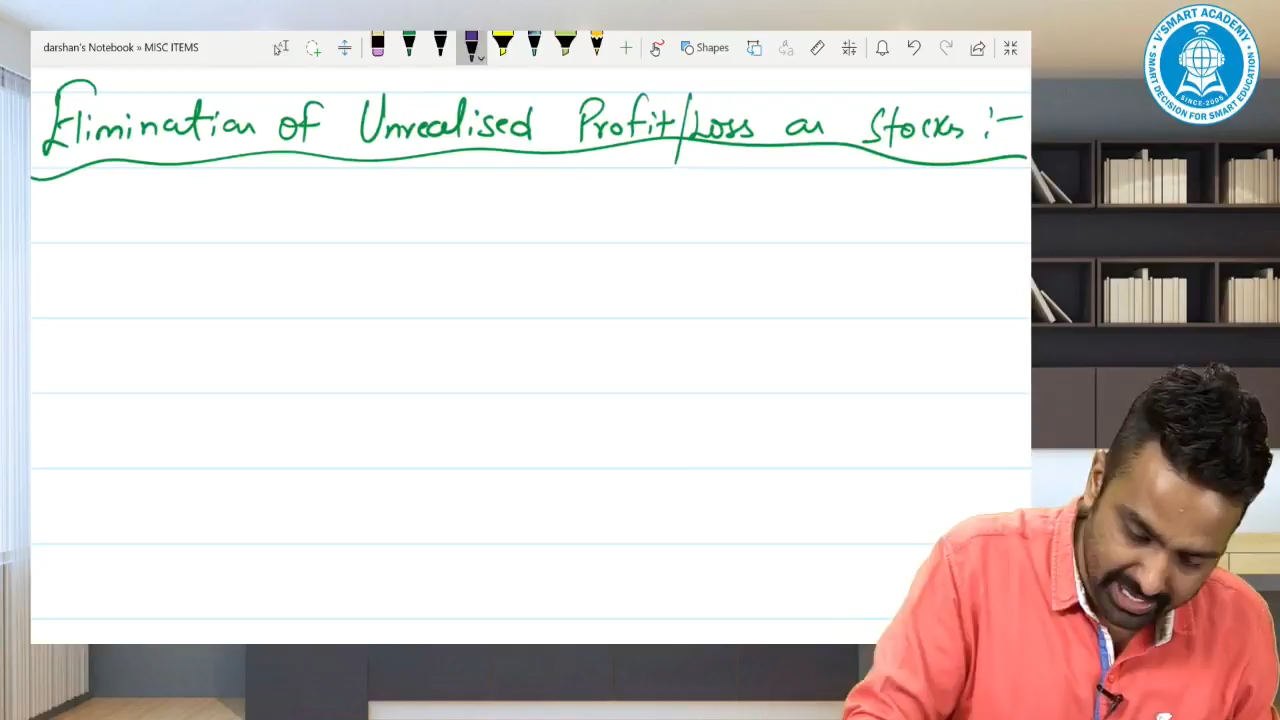 darshan's Notebook » MISC ITEMS
Shapes
V'SMART ACADEMY
SINCE-2005
SMART DECISION FOR SMART EDUCATION
Elimination of Unrealised Profit/Loss on Stocks :-